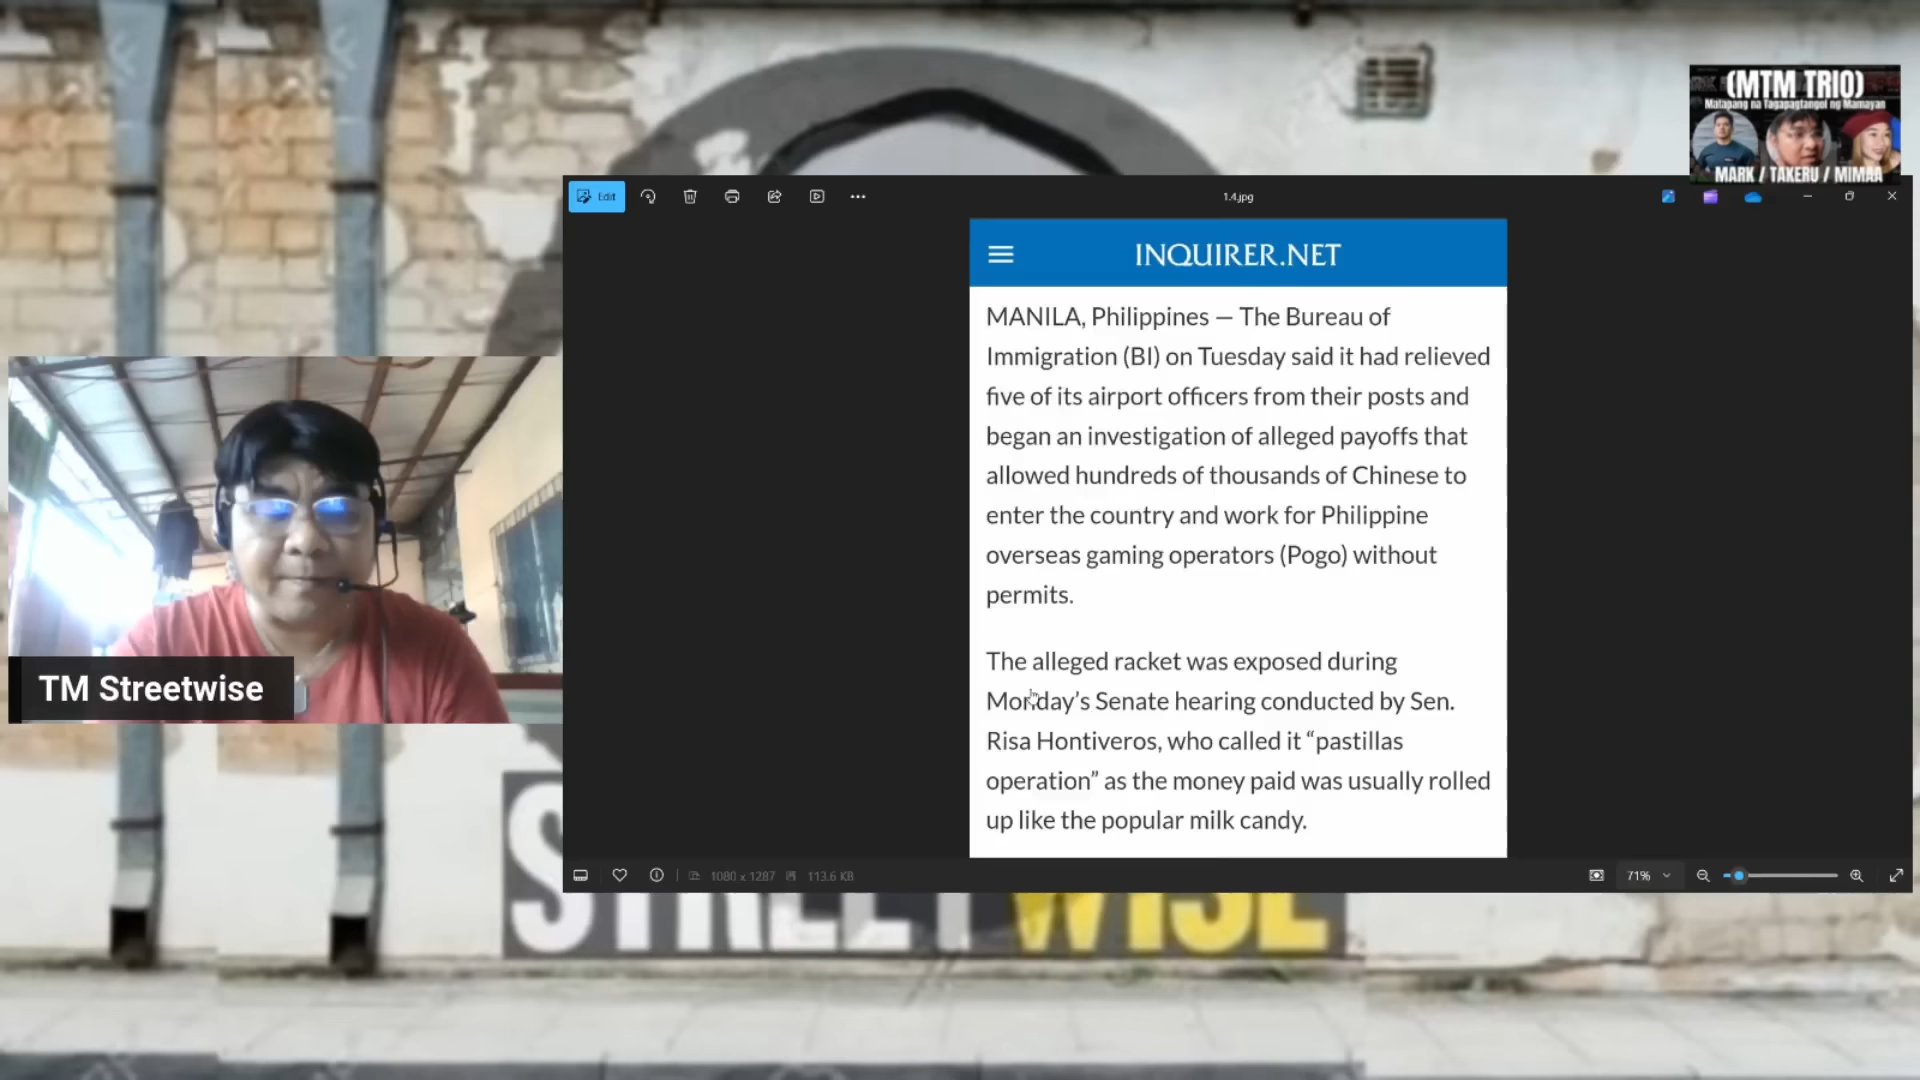 (MTM TRIO)
Matapang na Tagapagtangol ng Mamayan
MARK / TAKERU / MIMAA
Edit
1.4.jpg
INQUIRER.NET
MANILA, Philippines — The Bureau of
Immigration (BI) on Tuesday said it had relieved
five of its airport officers from their posts and
began an investigation of alleged payoffs that
allowed hundreds of thousands of Chinese to
enter the country and work for Philippine
overseas gaming operators (Pogo) without
permits.
The alleged racket was exposed during
Monday’s Senate hearing conducted by Sen.
Risa Hontiveros, who called it “pastillas
operation” as the money paid was usually rolled
up like the popular milk candy.
TM Streetwise
1080 x 1287
113.6 KB
71%
STREETWISE